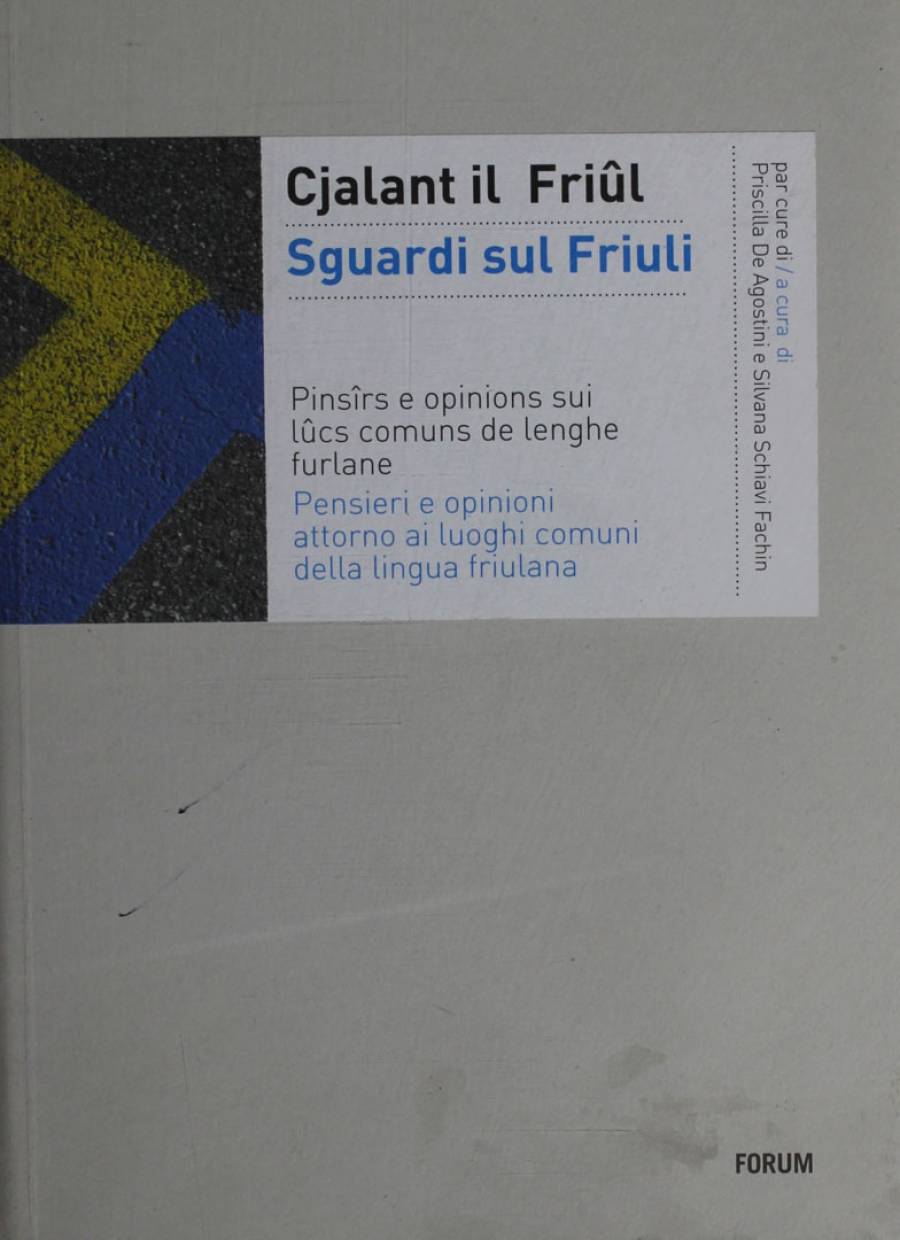 Cjalant il Friûl
Sguardi sul Friuli
Pinsîrs e opinions sui
lûcs comuns de lenghe
furlane
Pensieri e opinioni
attorno ai luoghi comuni
della lingua friulana
par cure di / a cura di
Priscilla De Agostini e Silvana Schiavi Fachin
FORUM